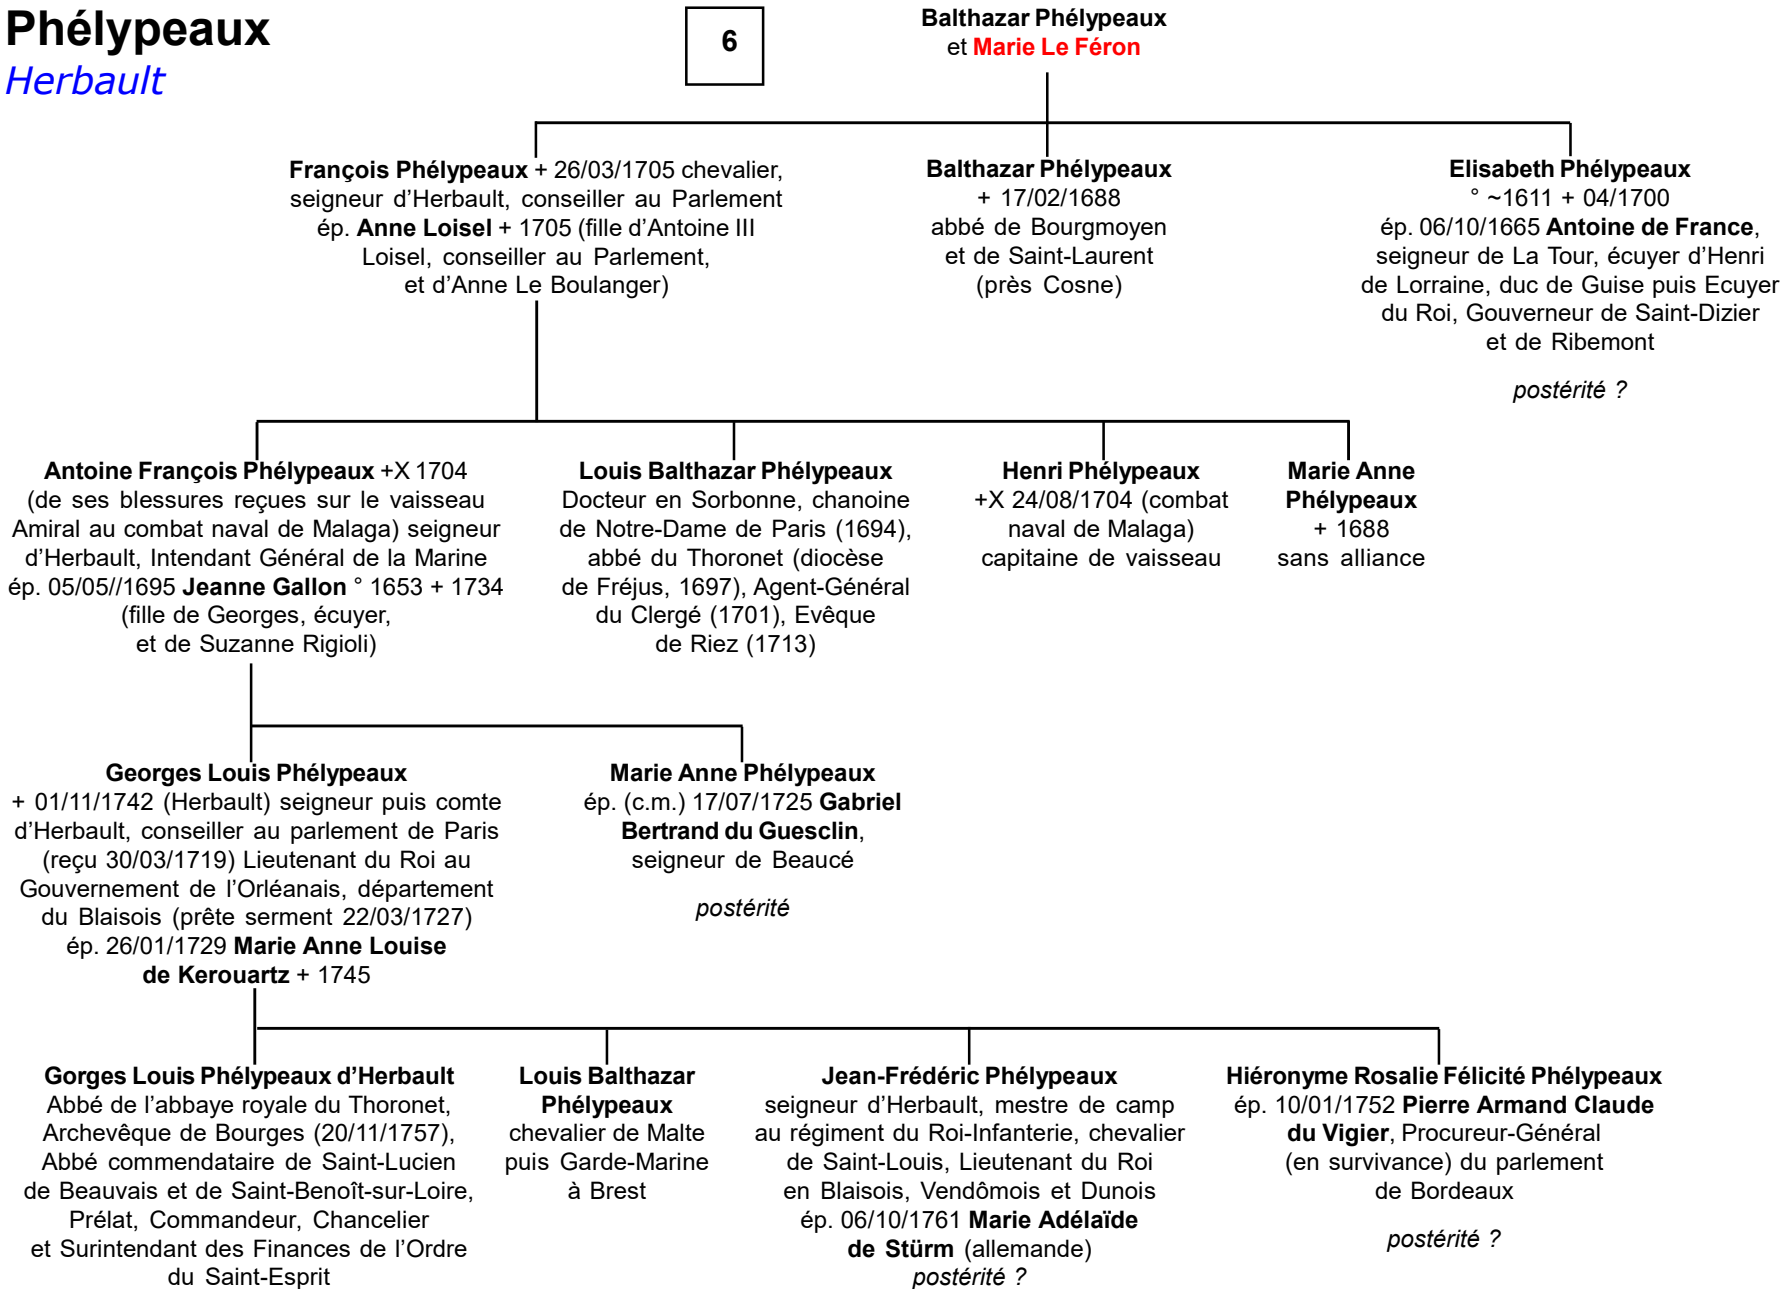 Phélypeaux
Herbault
6
Balthazar Phélypeaux
et Marie Le Féron
François Phélypeaux + 26/03/1705 chevalier,
seigneur d’Herbault, conseiller au Parlement
ép. Anne Loisel + 1705 (fille d’Antoine III
Loisel, conseiller au Parlement,
et d’Anne Le Boulanger)
Balthazar Phélypeaux
+ 17/02/1688
abbé de Bourgmoyen
et de Saint-Laurent
(près Cosne)
Elisabeth Phélypeaux
° ~1611 + 04/1700
ép. 06/10/1665 Antoine de France,
seigneur de La Tour, écuyer d’Henri
de Lorraine, duc de Guise puis Ecuyer
du Roi, Gouverneur de Saint-Dizier
et de Ribemont
postérité ?
Antoine François Phélypeaux +X 1704
(de ses blessures reçues sur le vaisseau
Amiral au combat naval de Malaga) seigneur
d’Herbault, Intendant Général de la Marine
ép. 05/05//1695 Jeanne Gallon ° 1653 + 1734
(fille de Georges, écuyer,
et de Suzanne Rigioli)
Louis Balthazar Phélypeaux
Docteur en Sorbonne, chanoine
de Notre-Dame de Paris (1694),
abbé du Thoronet (diocèse
de Fréjus, 1697), Agent-Général
du Clergé (1701), Evêque
de Riez (1713)
Henri Phélypeaux
+X 24/08/1704 (combat
naval de Malaga)
capitaine de vaisseau
Marie Anne
Phélypeaux
+ 1688
sans alliance
Georges Louis Phélypeaux
+ 01/11/1742 (Herbault) seigneur puis comte
d’Herbault, conseiller au parlement de Paris
(reçu 30/03/1719) Lieutenant du Roi au
Gouvernement de l’Orléanais, département
du Blaisois (prête serment 22/03/1727)
ép. 26/01/1729 Marie Anne Louise
de Kerouartz + 1745
Marie Anne Phélypeaux
ép. (c.m.) 17/07/1725 Gabriel
Bertrand du Guesclin,
seigneur de Beaucé
postérité
Gorges Louis Phélypeaux d’Herbault
Abbé de l’abbaye royale du Thoronet,
Archevêque de Bourges (20/11/1757),
Abbé commendataire de Saint-Lucien
de Beauvais et de Saint-Benoît-sur-Loire,
Prélat, Commandeur, Chancelier
et Surintendant des Finances de l’Ordre
du Saint-Esprit
Louis Balthazar
Phélypeaux
chevalier de Malte
puis Garde-Marine
à Brest
Jean-Frédéric Phélypeaux
seigneur d’Herbault, mestre de camp
au régiment du Roi-Infanterie, chevalier
de Saint-Louis, Lieutenant du Roi
en Blaisois, Vendômois et Dunois
ép. 06/10/1761 Marie Adélaïde
de Stürm (allemande)
postérité ?
Hiéronyme Rosalie Félicité Phélypeaux
ép. 10/01/1752 Pierre Armand Claude
du Vigier, Procureur-Général
(en survivance) du parlement
de Bordeaux
postérité ?